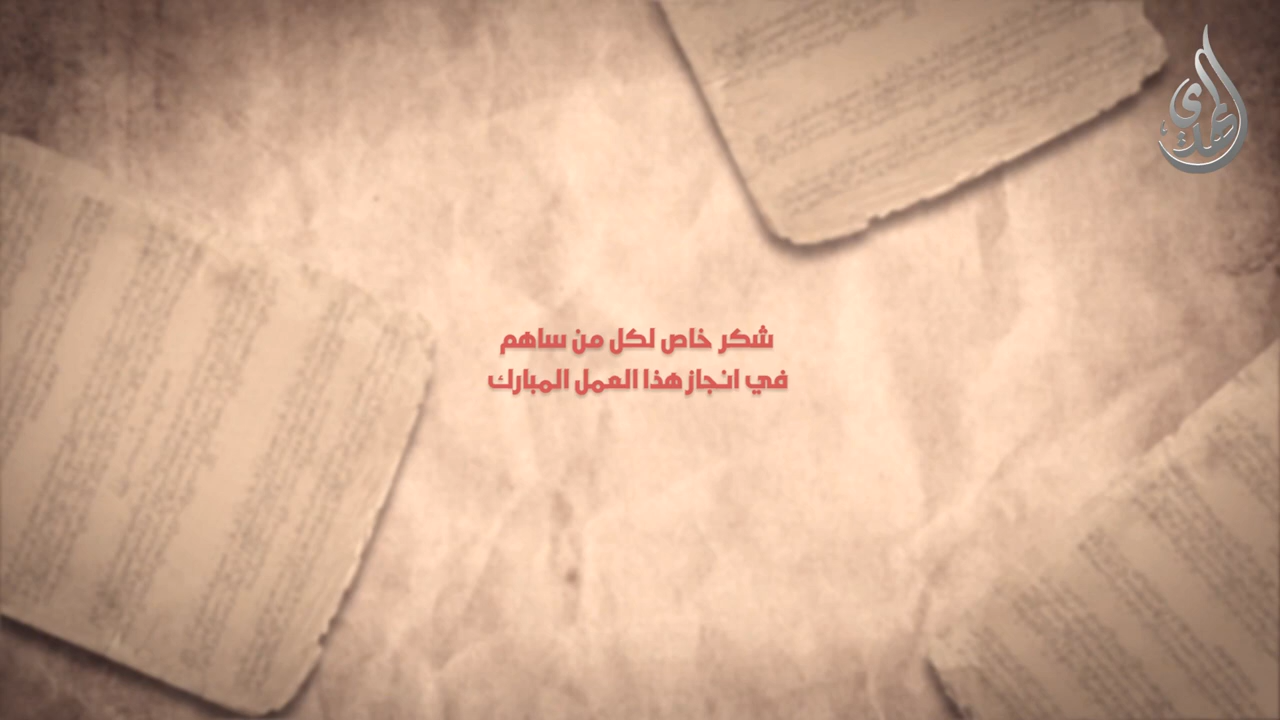 شكر خاص لكل من ساهم
في انجاز هذا العمل المبارك